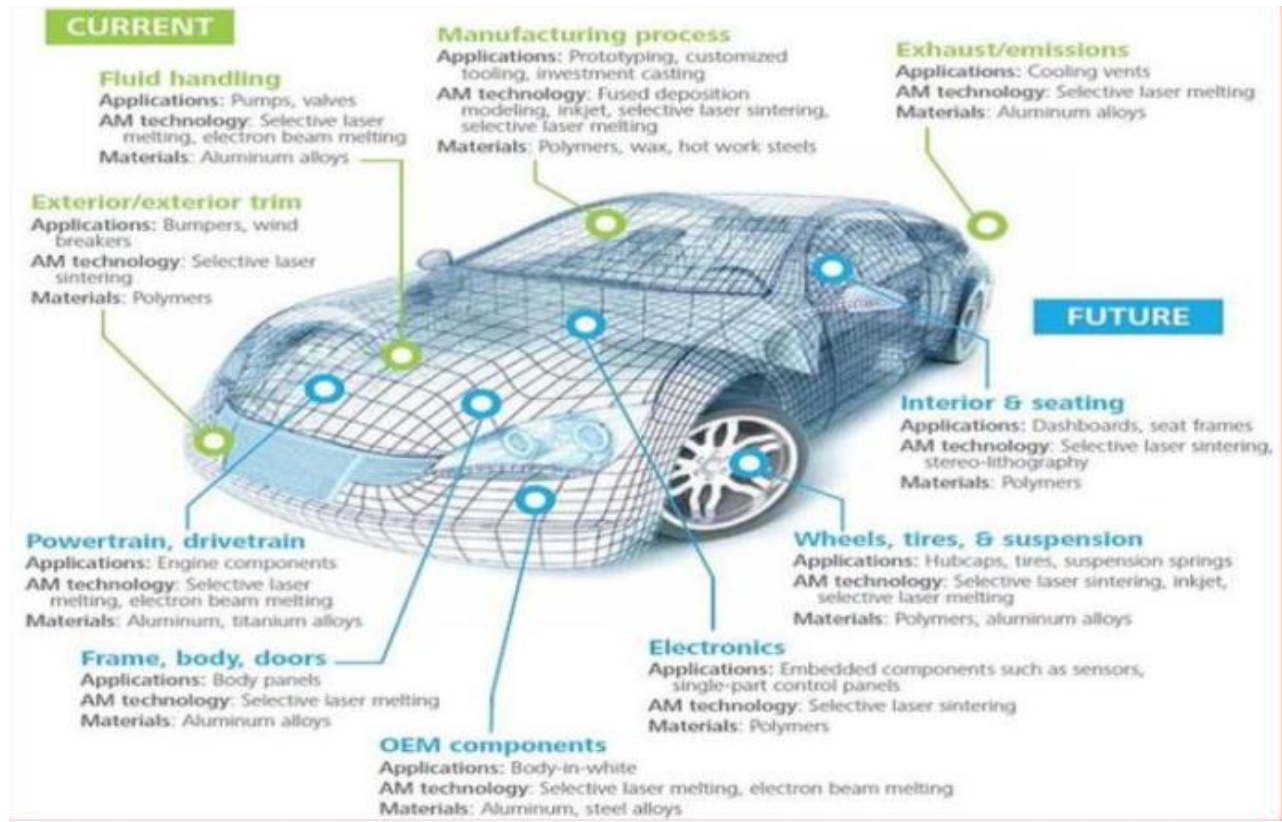 CURRENT
Fluid handling
Applications: Pumps, valves
AM technology: Selective laser
melting, electron beam melting
Materials: Aluminum alloys
Manufacturing process
Applications: Prototyping, customized
tooling, investment casting
AM technology: Fused deposition
modeling, inkjet, selective laser sintering,
selective laser melting
Materials: Polymers, wax, hot work steels
Exhaust/emissions
Applications: Cooling vents
AM technology: Selective laser melting
Materials: Aluminum alloys
Exterior/exterior trim
Applications: Bumpers, wind
breakers
AM technology: Selective laser
sintering
Materials: Polymers
FUTURE
Interior & seating
Applications: Dashboards, seat frames
AM technology: Selective laser sintering,
stereo-lithography
Materials: Polymers
Powertrain, drivetrain
Applications: Engine components
AM technology: Selective laser
melting, electron beam melting
Materials: Aluminum, titanium alloys
Wheels, tires, & suspension
Applications: Hubcaps, tires, suspension springs
AM technology: Selective laser sintering, inkjet,
selective laser melting
Materials: Polymers, aluminum alloys
Frame, body, doors
Applications: Body panels
AM technology: Selective laser melting
Materials: Aluminum alloys
Electronics
Applications: Embedded components such as sensors,
single-part control panels
AM technology: Selective laser sintering
Materials: Polymers
OEM components
Applications: Body-in-white
AM technology: Selective laser melting, electron beam melting
Materials: Aluminum, steel alloys